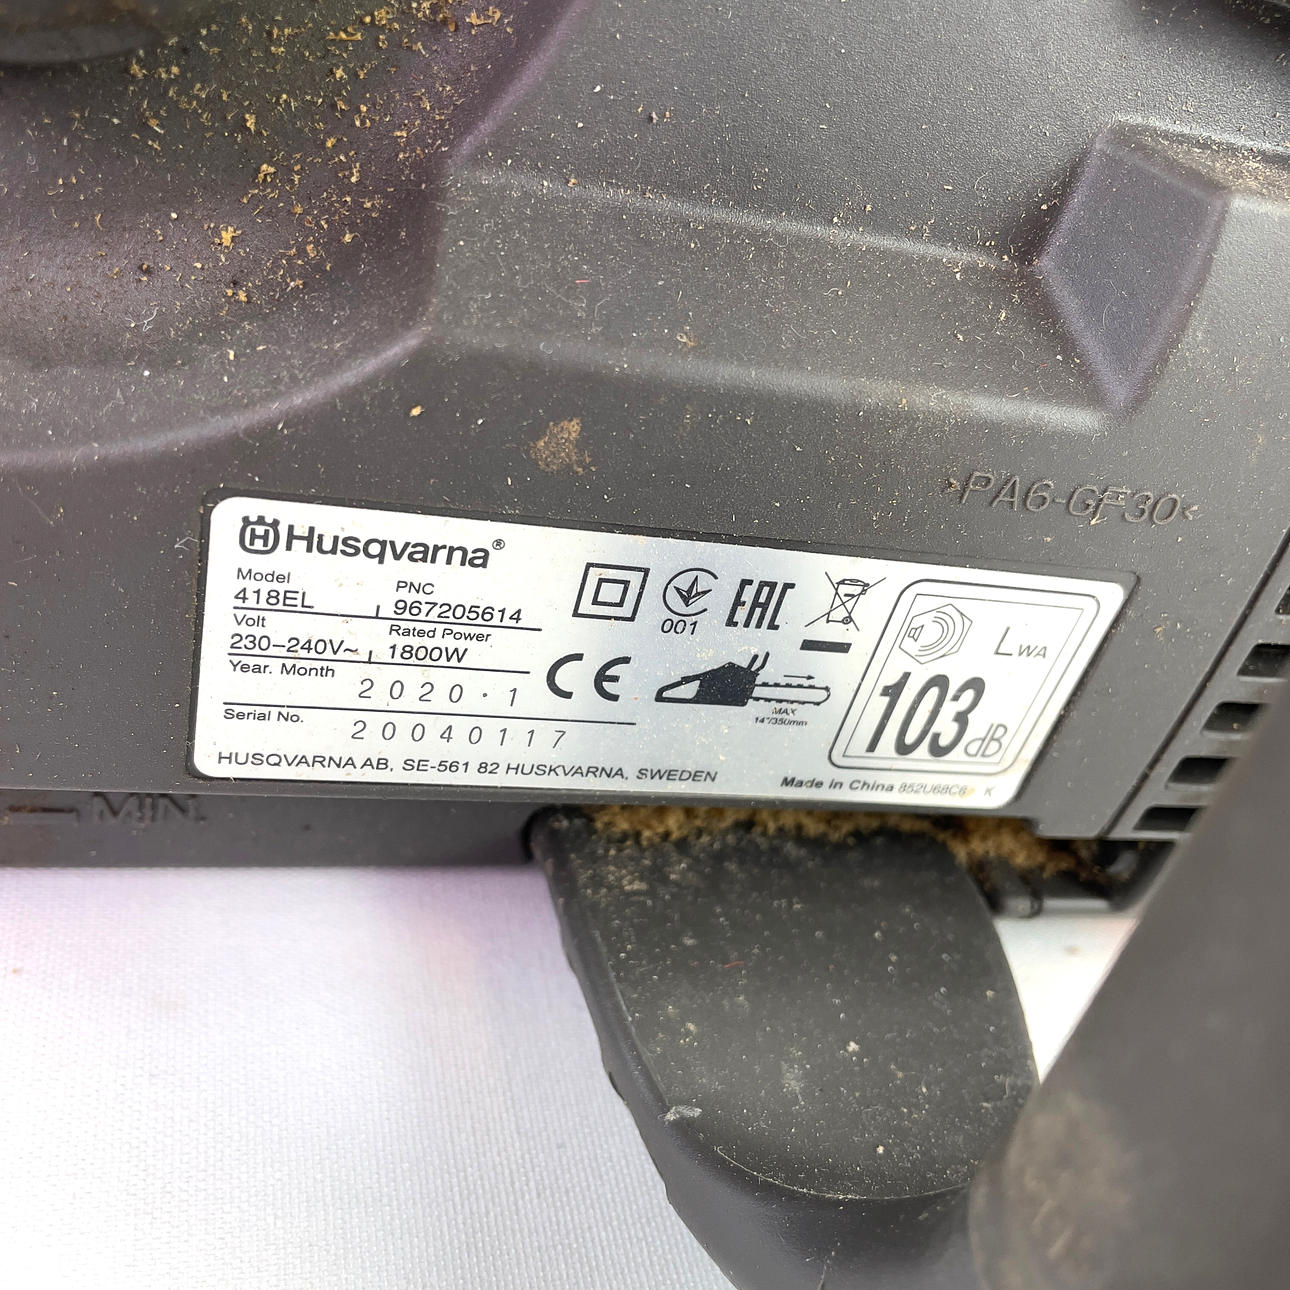 >PA6-GF30<
Husqvarna®
Model PNC
418EL 967205614
Volt Rated Power
230-240V~ 1800W
Year. Month
2020.1
Serial No.
20040117
HUSQVARNA AB, SE-561 82 HUSKVARNA, SWEDEN
001
EAC
CE
MAX
14"/350mm
LWA
103dB
Made in China 852U68C6 K
MIN.